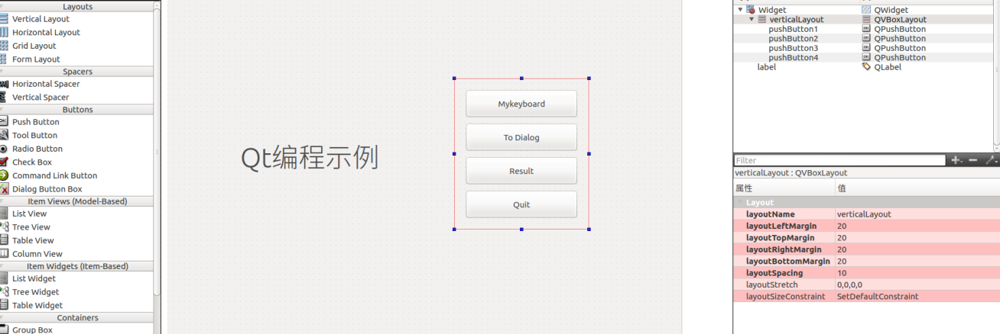 Layouts
Vertical Layout
Horizontal Layout
Grid Layout
Form Layout
Spacers
Horizontal Spacer
Vertical Spacer
Buttons
Push Button
Tool Button
Radio Button
Check Box
Command Link Button
Dialog Button Box
Item Views (Model-Based)
List View
Tree View
Table View
Column View
Item Widgets (Item-Based)
List Widget
Tree Widget
Table Widget
Containers
Group Box
Qt编程示例
Mykeyboard
To Dialog
Result
Quit
Widget QWidget
verticalLayout QVBoxLayout
pushButton1 QPushButton
pushButton2 QPushButton
pushButton3 QPushButton
pushButton4 QPushButton
label QLabel
Filter
verticalLayout : QVBoxLayout
属性 值
Layout
layoutName verticalLayout
layoutLeftMargin 20
layoutTopMargin 20
layoutRightMargin 20
layoutBottomMargin 20
layoutSpacing 10
layoutStretch 0,0,0,0
layoutSizeConstraint SetDefaultConstraint